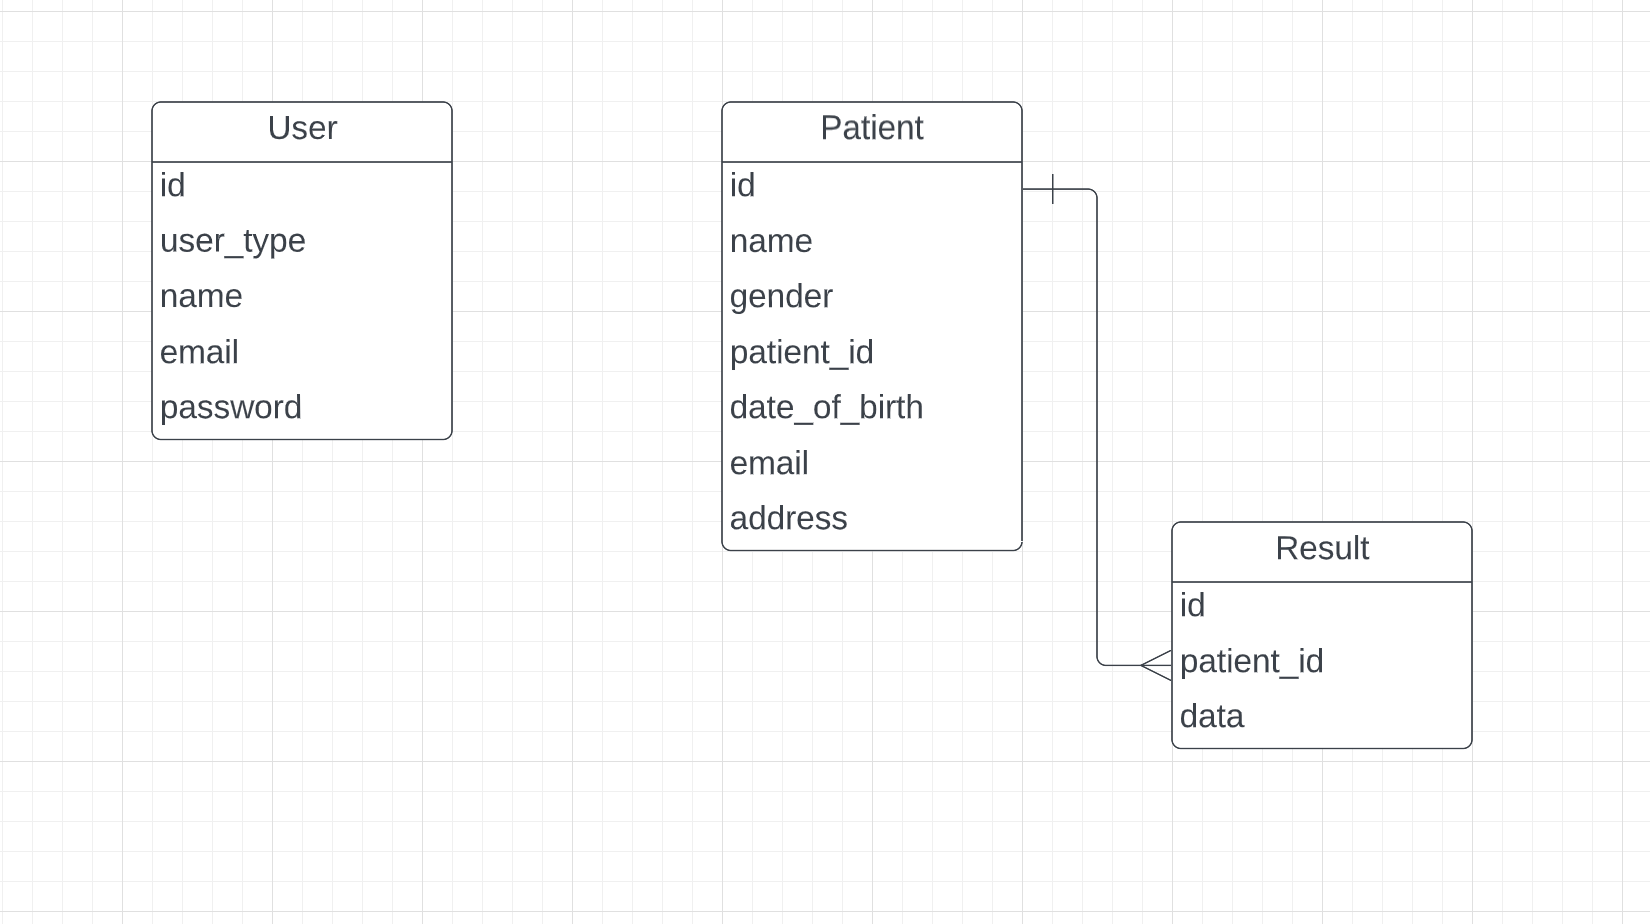 User
id
user_type
name
email
password
Patient
id
name
gender
patient_id
date_of_birth
email
address
Result
id
patient_id
data